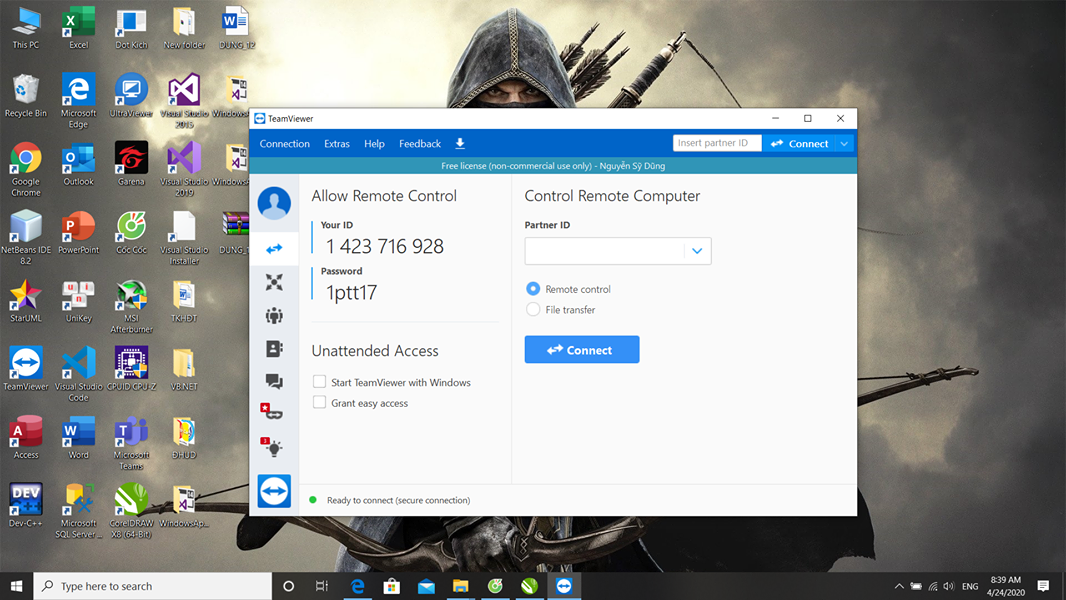 This PC
Excel
Dot Kich
New folder
DUNG_12
Recycle Bin
Microsoft
Edge
UltraViewer
Visual Studio
2015
Windows
Google
Chrome
Outlook
Garena
Visual Studio
2019
Windows
NetBeans IDE
8.2
PowerPoint
Cốc Cốc
Visual Studio
Installer
DUNG_1
StarUML
UniKey
MSI
Afterburner
TKHĐT
TeamViewer
Visual Studio
Code
CPUID CPU-Z
VB.NET
Access
Word
Microsoft
Teams
ĐHUD
Dev-C++
Microsoft
SQL Server ...
CorelDRAW
X8 (64-Bit)
WindowsAp...
TeamViewer
Connection Extras Help Feedback
Insert partner ID
Connect
Free license (non-commercial use only) - Nguyễn Sỹ Dũng
Allow Remote Control
Your ID
1 423 716 928
Password
1ptt17
Unattended Access
Start TeamViewer with Windows
Grant easy access
Control Remote Computer
Partner ID
Remote control
File transfer
Connect
Ready to connect (secure connection)
Type here to search
ENG
8:39 AM
4/24/2020